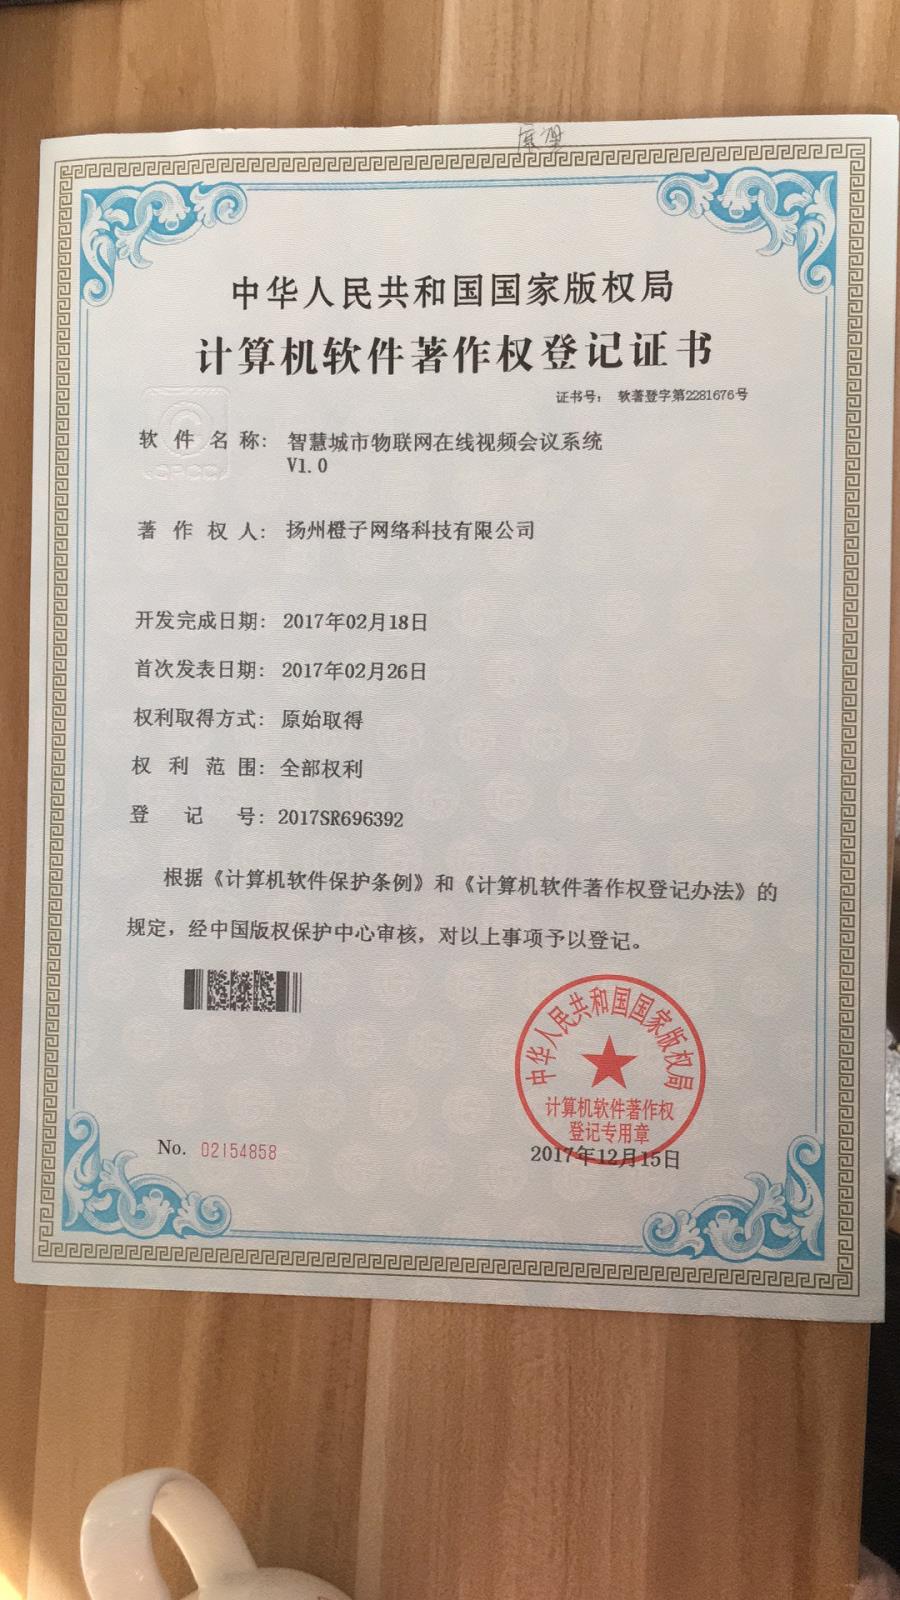 中华人民共和国国家版权局
计算机软件著作权登记证书
证书号： 软著登字第2281676号
CPCC
软件名称： 智慧城市物联网在线视频会议系统
V1.0
著作权人： 扬州橙子网络科技有限公司
开发完成日期： 2017年02月18日
首次发表日期： 2017年02月26日
权利取得方式： 原始取得
权利范围： 全部权利
登记号： 2017SR696392
根据《计算机软件保护条例》和《计算机软件著作权登记办法》的
规定，经中国版权保护中心审核，对以上事项予以登记。
中华人民共和国国家版权局
计算机软件著作权
登记专用章
No. 02154858
2017年12月15日